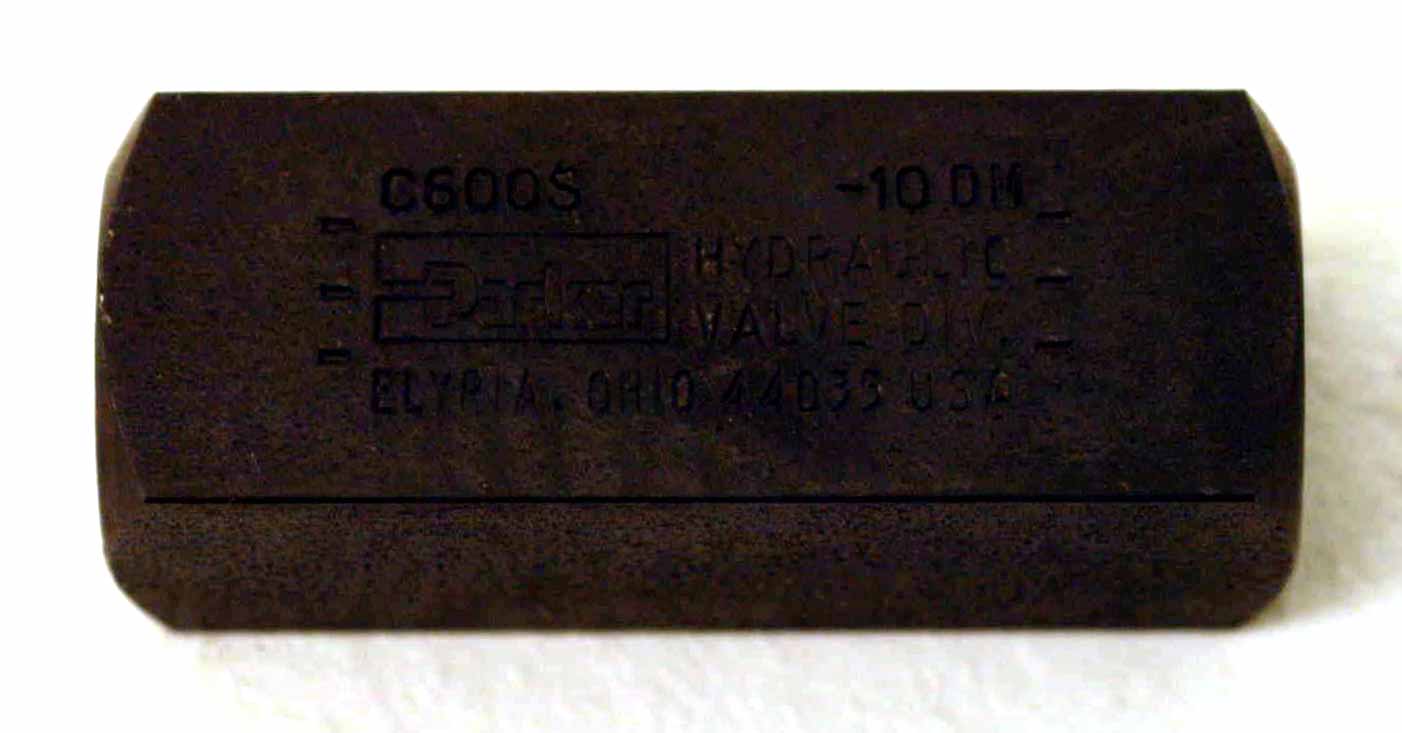 C600S -10 DM
Parker HYDRAULIC
VALVE DIV.
ELYRIA, OHIO 44035 USA